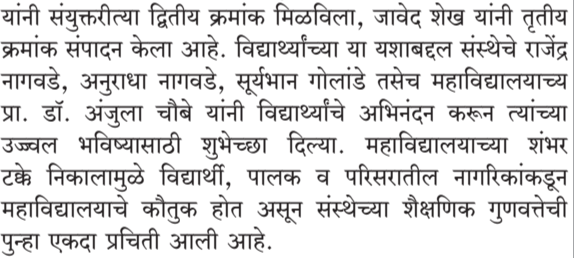 यांनी संयुक्तरीत्या द्वितीय क्रमांक मिळविला, जावेद शेख यांनी तृतीय
क्रमांक संपादन केला आहे. विद्यार्थ्यांच्या या यशाबद्दल संस्थेचे राजेंद्र
नागवडे, अनुराधा नागवडे, सूर्यभान गोलांडे तसेच महाविद्यालयाच्य
प्रा. डॉ. अंजुला चौबे यांनी विद्यार्थ्यांचे अभिनंदन करून त्यांच्या
उज्ज्वल भविष्यासाठी शुभेच्छा दिल्या. महाविद्यालयाच्या शंभर
टक्के निकालामुळे विद्यार्थी, पालक व परिसरातील नागरिकांकडून
महाविद्यालयाचे कौतुक होत असून संस्थेच्या शैक्षणिक गुणवत्तेची
पुन्हा एकदा प्रचिती आली आहे.